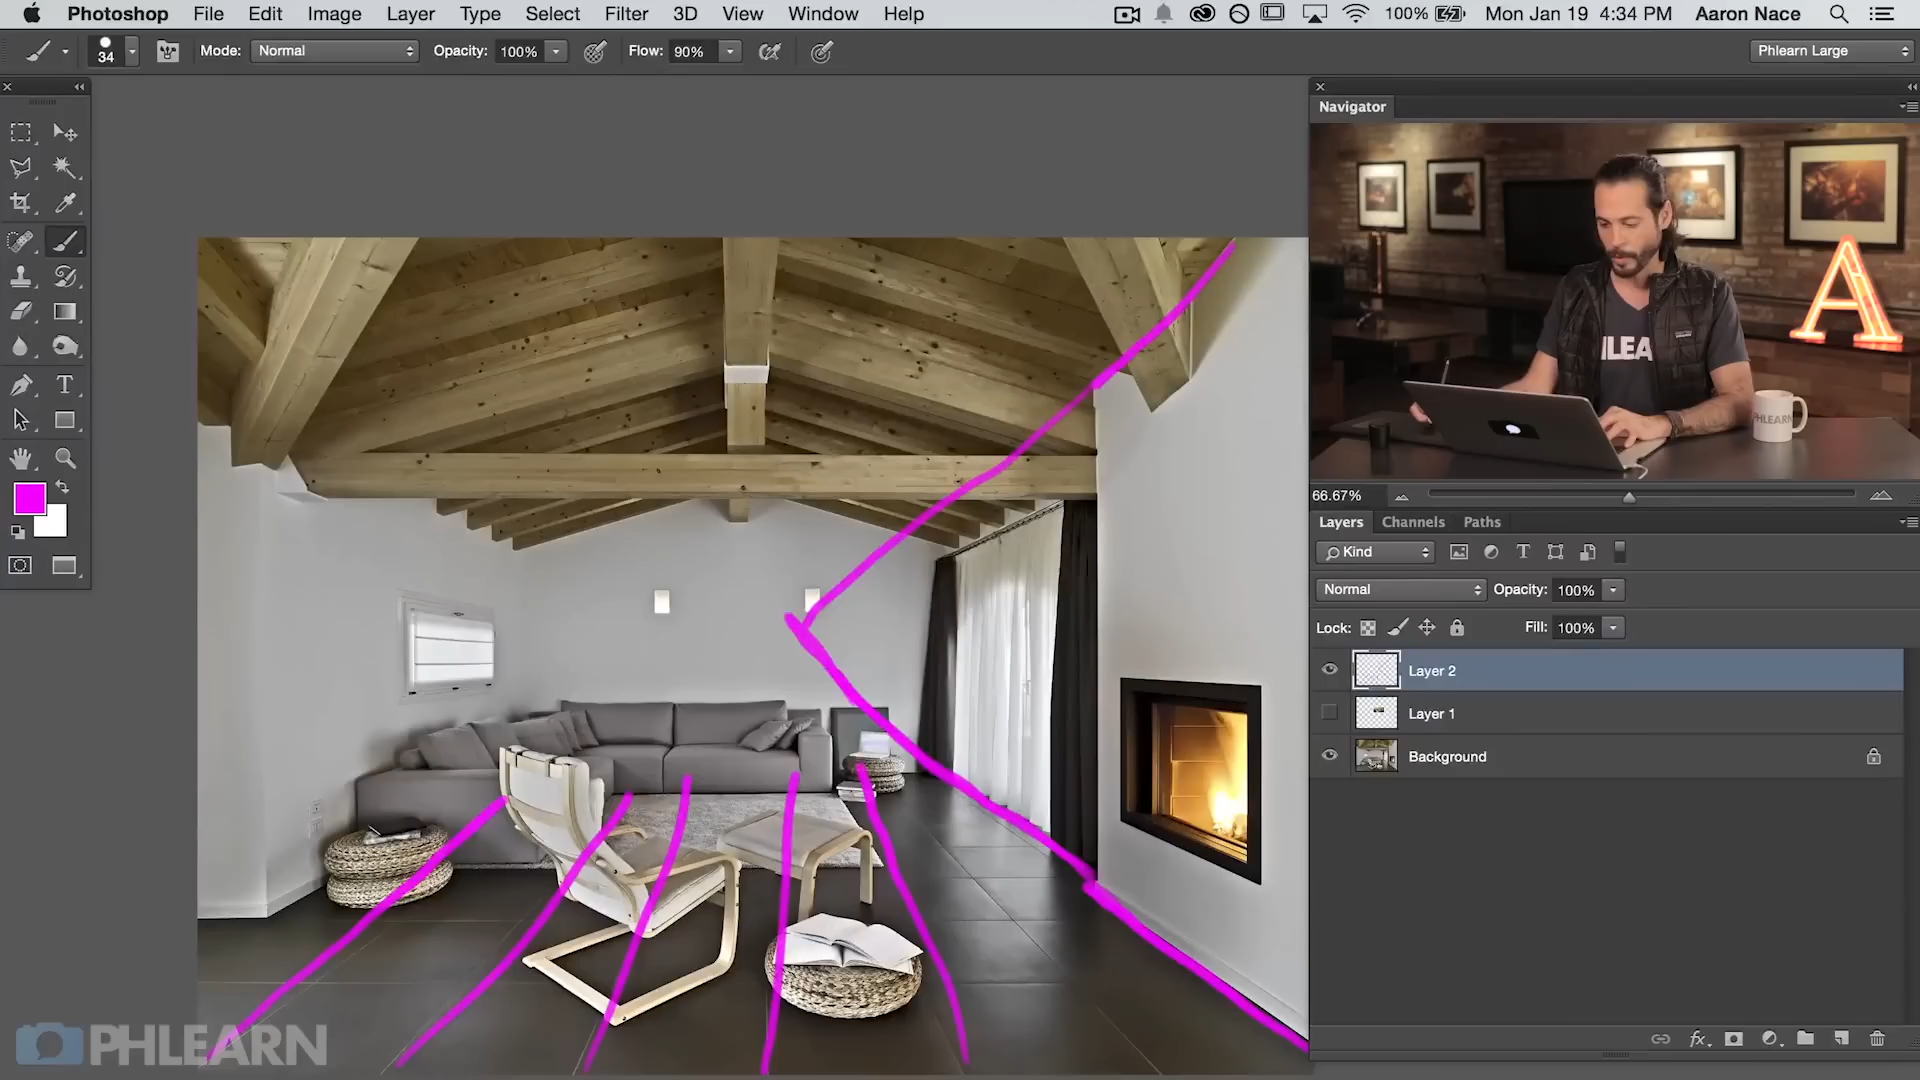 Photoshop File Edit Image Layer Type Select Filter 3D View Window Help 100% Mon Jan 19 4:34 PM Aaron Nace
34 Mode: Normal Opacity: 100% Flow: 90% Phlearn Large
Navigator
A
HLEAR
PHLEARN
T
66.67%
Layers Channels Paths
Kind T
Normal Opacity: 100%
Lock: Fill: 100%
Layer 2
Layer 1
Background
PHLEARN
fx